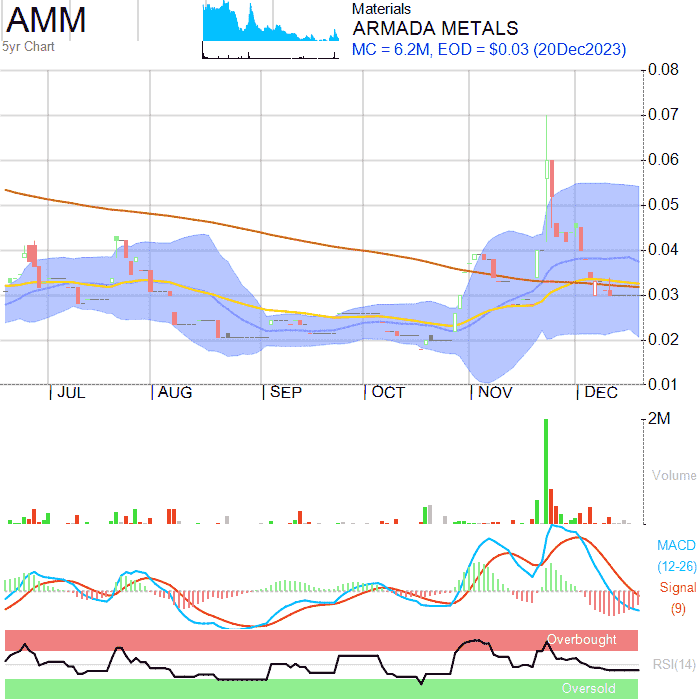 AMM
5yr Chart
Materials
ARMADA METALS
MC = 6.2M, EOD = $0.03 (20Dec2023)
0.08
0.07
0.06
0.05
0.04
0.03
0.02
0.01
JUL AUG SEP OCT NOV DEC
2M
Volume
MACD
(12-26)
Signal
(9)
Overbought
RSI(14)
Oversold